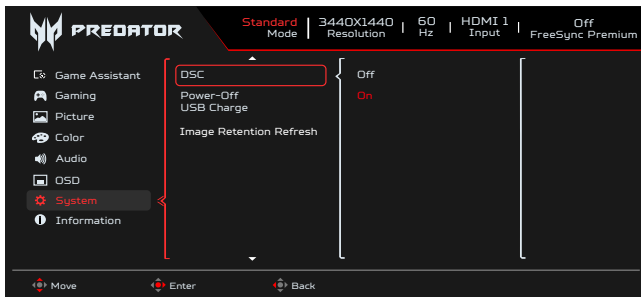 PREDATOR
Standard Mode
3440X1440 Resolution
60 Hz
HDMI 1 Input
Off FreeSync Premium
Game Assistant
Gaming
Picture
Color
Audio
OSD
System
Information
DSC
Power-Off
USB Charge
Image Retention Refresh
Off
On
Move
Enter
Back